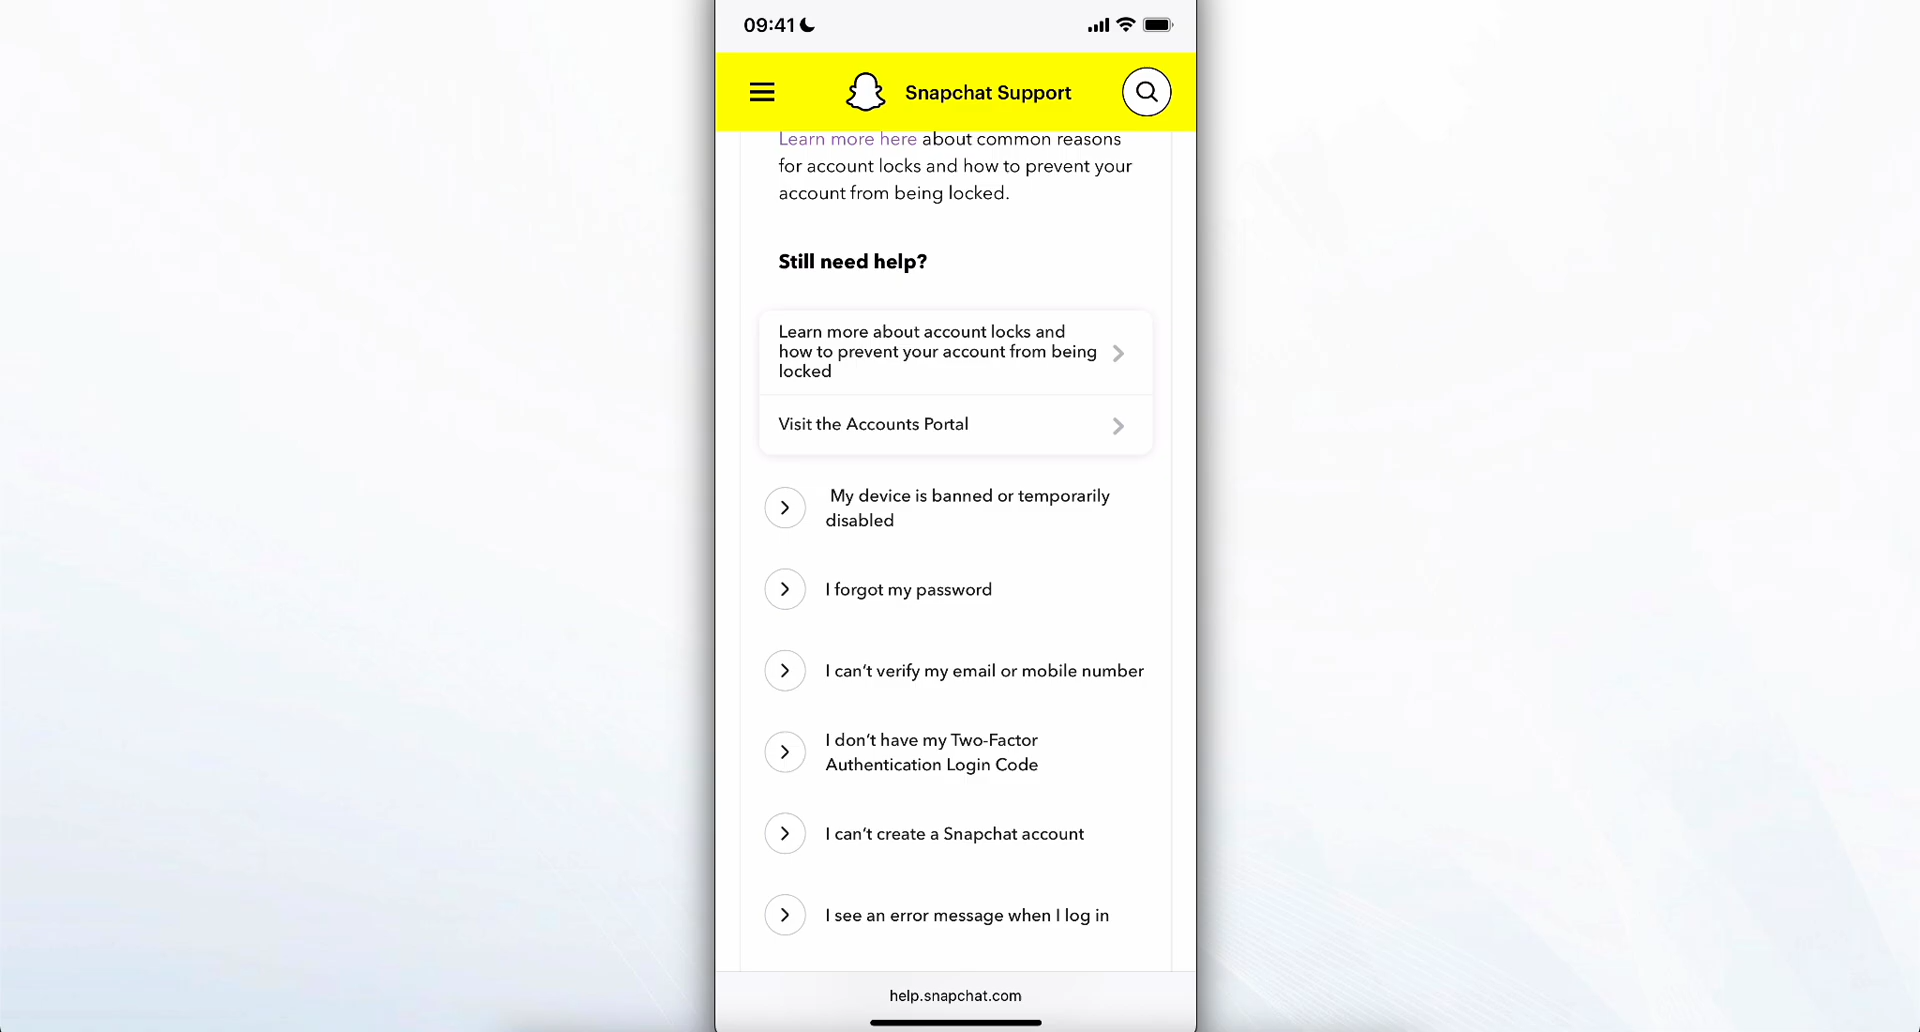 09:41
Snapchat Support
Learn more here about common reasons
for account locks and how to prevent your
account from being locked.
Still need help?
Learn more about account locks and
how to prevent your account from being
locked
Visit the Accounts Portal
My device is banned or temporarily
disabled
I forgot my password
I can't verify my email or mobile number
I don't have my Two-Factor
Authentication Login Code
I can't create a Snapchat account
I see an error message when I log in
help.snapchat.com